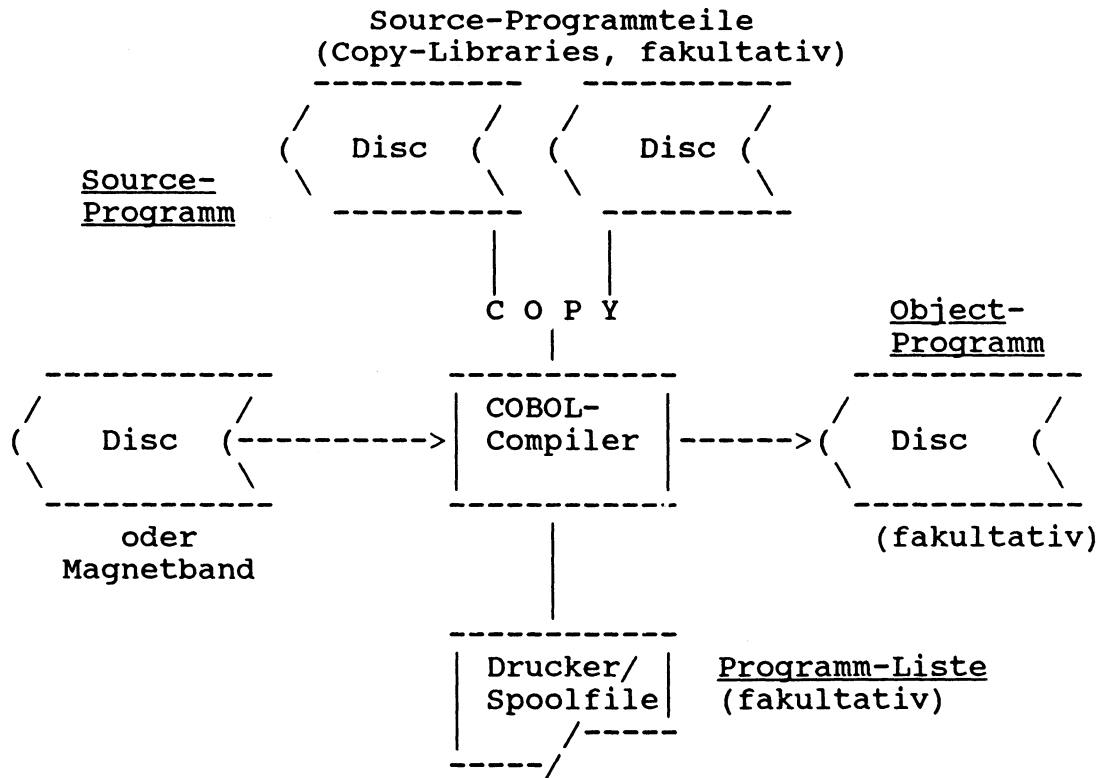 Source-Programmteile
(Copy-Libraries, fakultativ)
Disc
Disc
Source-
Programm
C O P Y
Object-
Programm
Disc
COBOL-
Compiler
Disc
oder
Magnetband
(fakultativ)
Drucker/
Spoolfile
Programm-Liste
(fakultativ)